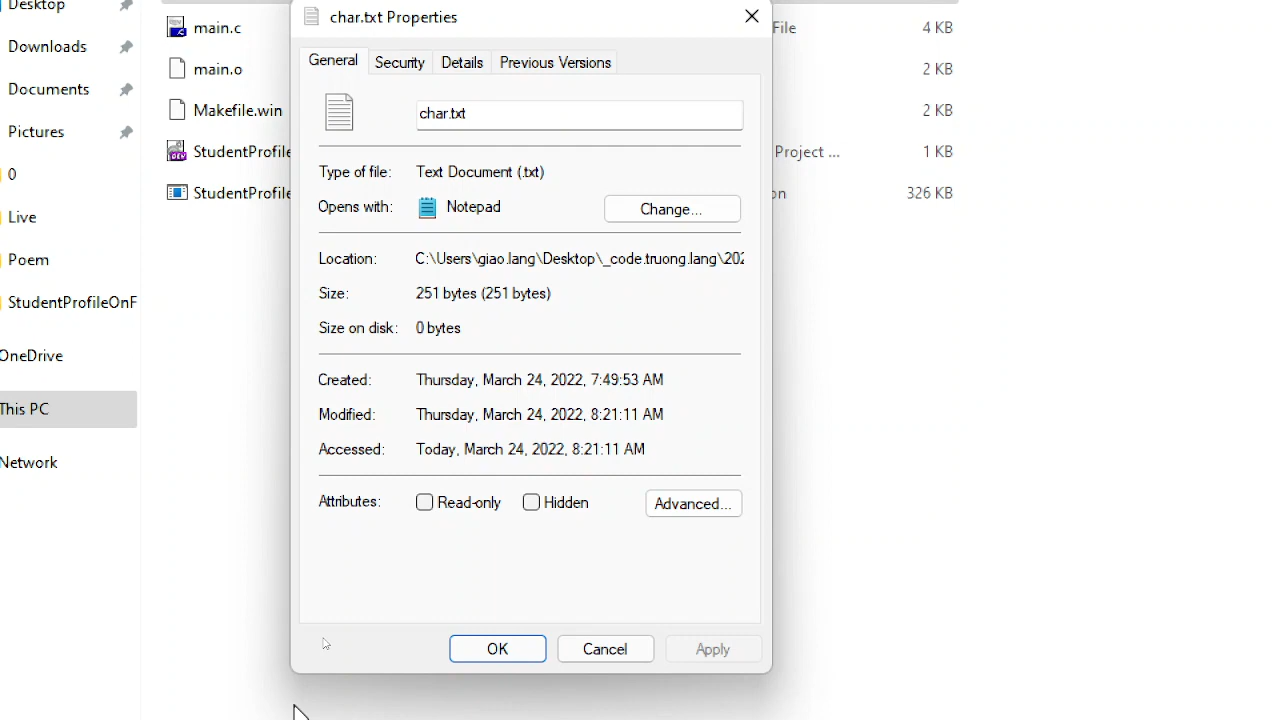 Desktop
Downloads
Documents
Pictures
0
Live
Poem
StudentProfileOnF
OneDrive
This PC
Network
main.c File 4 KB
main.o 2 KB
Makefile.win 2 KB
StudentProfile Project ... 1 KB
StudentProfile on 326 KB
char.txt Properties
General Security Details Previous Versions
char.txt
Type of file: Text Document (.txt)
Opens with: Notepad Change...
Location: C:\Users\giao.lang\Desktop\_code.truong.lang\202
Size: 251 bytes (251 bytes)
Size on disk: 0 bytes
Created: Thursday, March 24, 2022, 7:49:53 AM
Modified: Thursday, March 24, 2022, 8:21:11 AM
Accessed: Today, March 24, 2022, 8:21:11 AM
Attributes: Read-only Hidden Advanced...
OK Cancel Apply